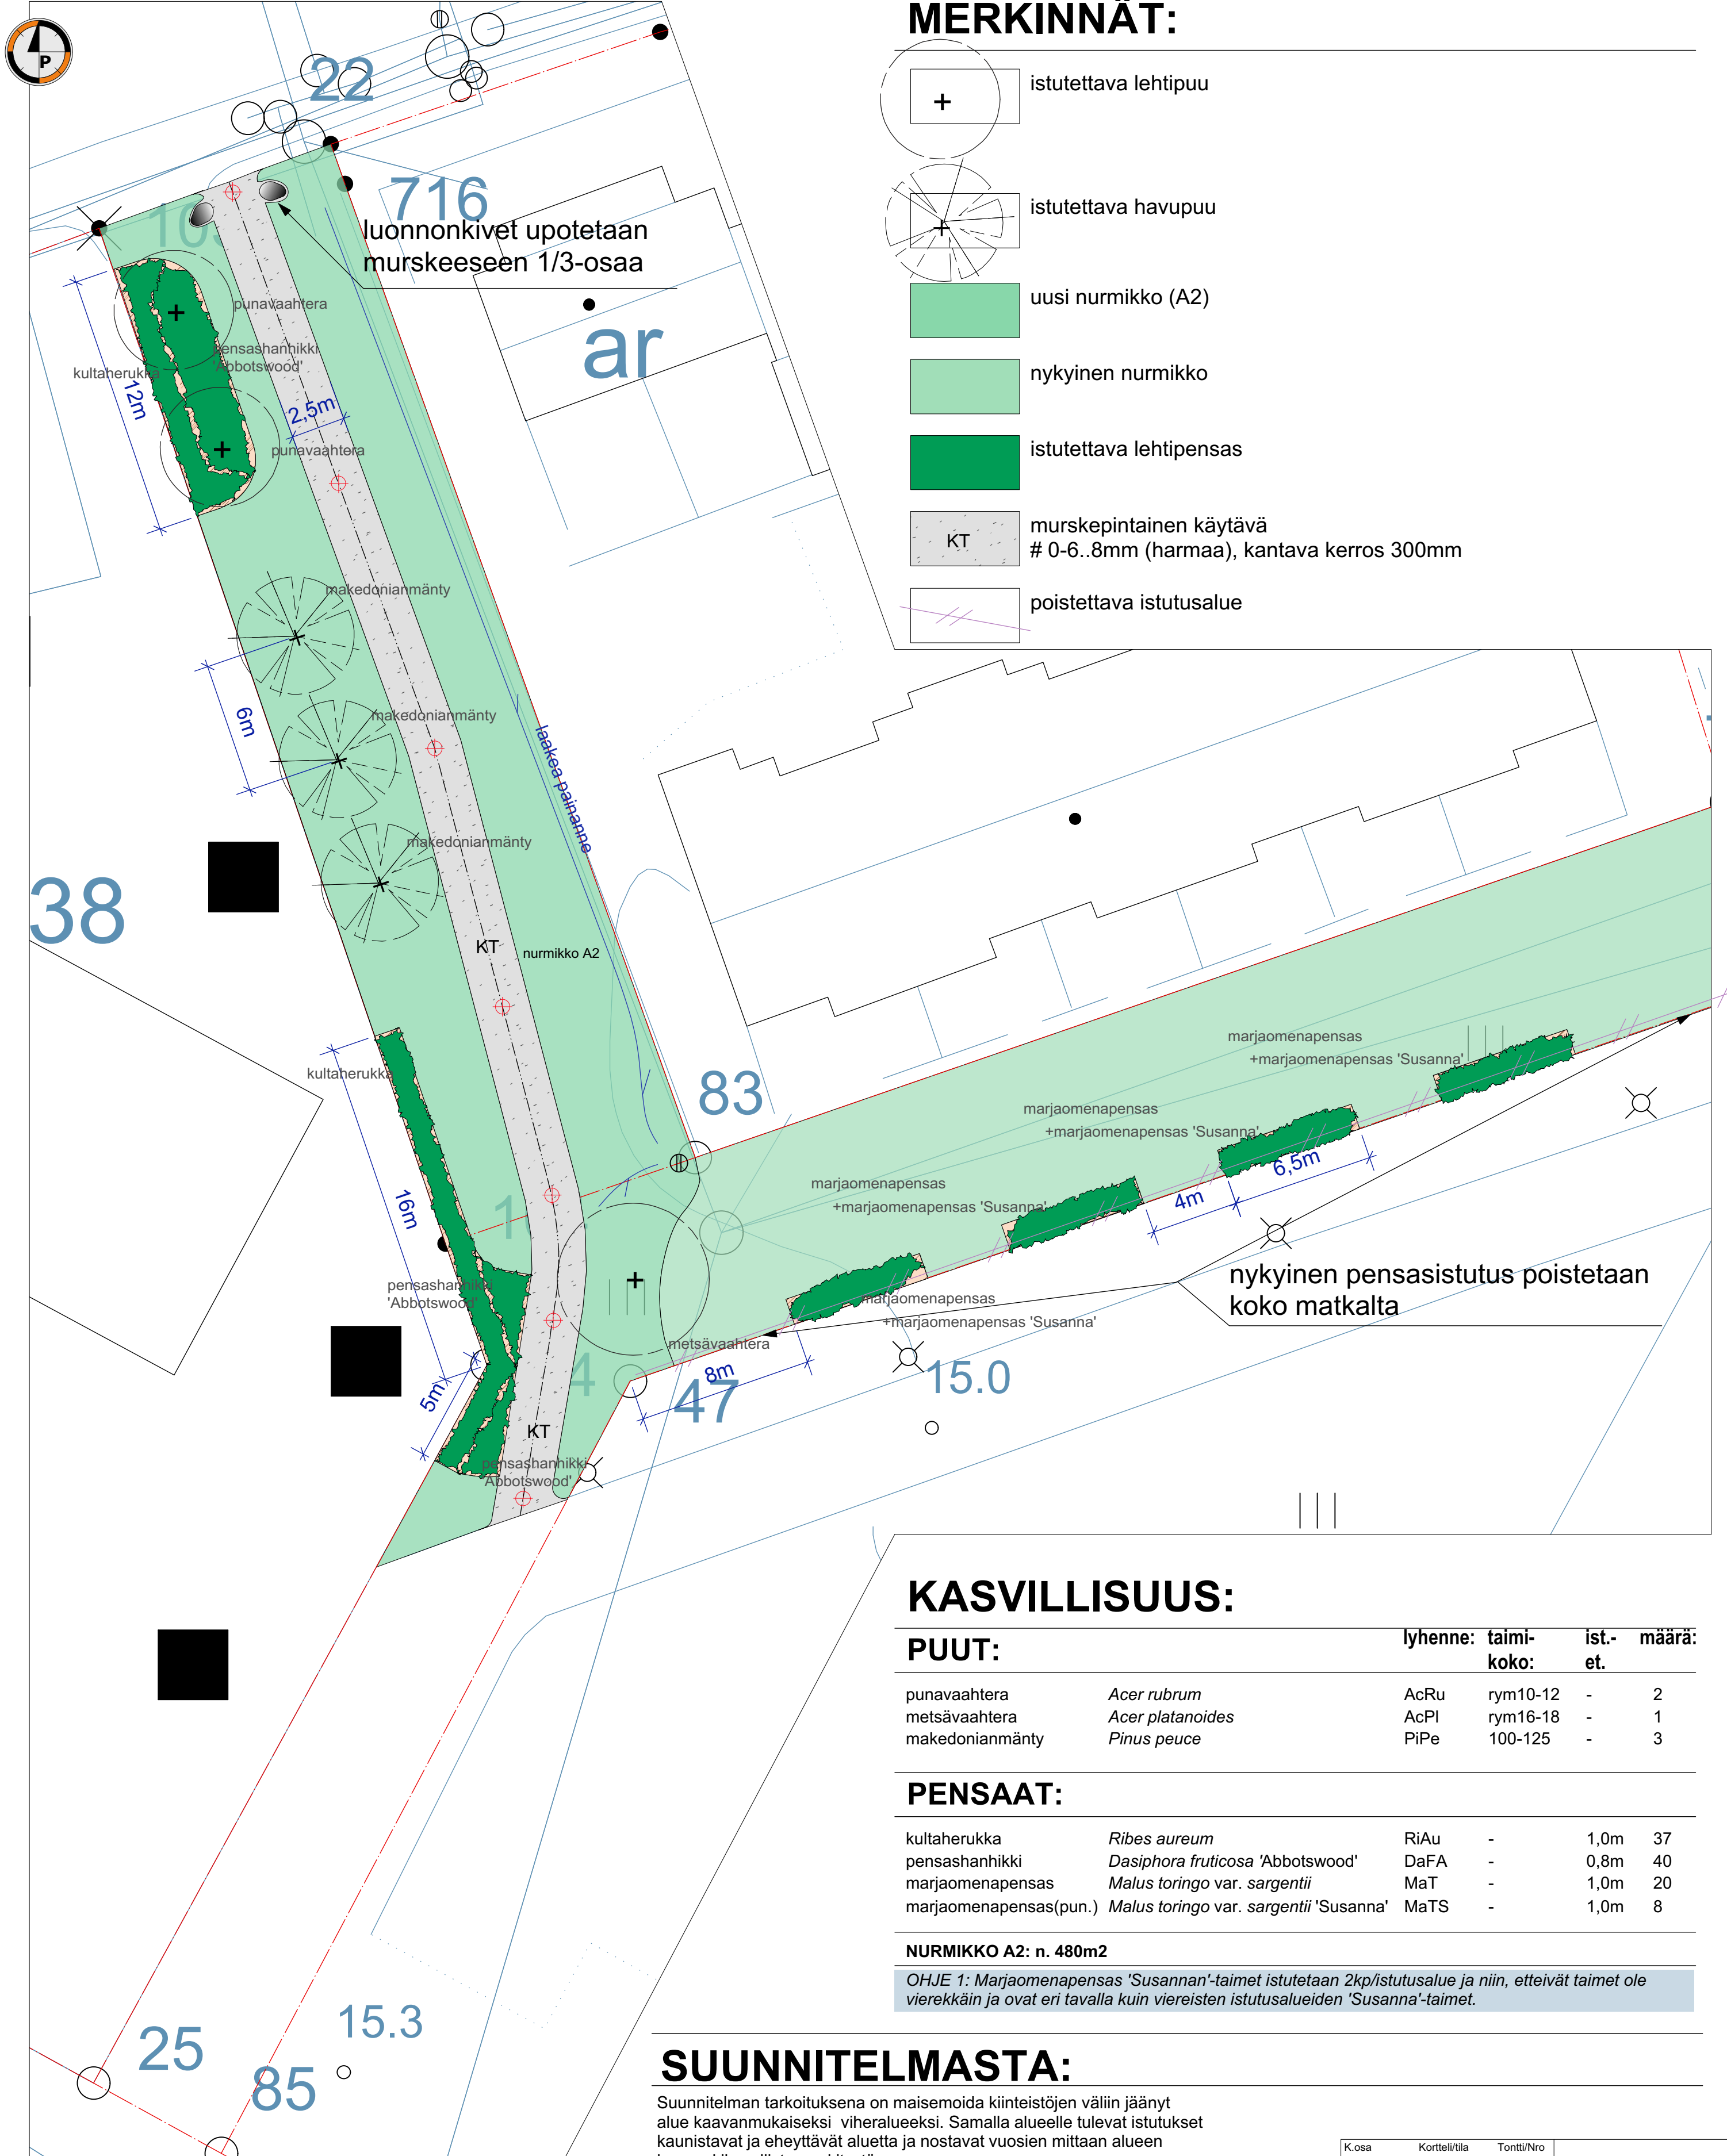 MERKINNÄT:
istutettava lehtipuu
istutettava havupuu
uusi nurmikko (A2)
nykyinen nurmikko
istutettava lehtipensas
KT
murskepintainen käytävä
# 0-6..8mm (harmaa), kantava kerros 300mm
poistettava istutusalue
P
22
716
luonnonkivet upotetaan
murskeeseen 1/3-osaa
ar
punavaahtera
pensashanhikki
'Abbotswood'
kultaherukka
12m
2,5m
punavaahtera
makedonianmänty
makedonianmänty
6m
laakea painanne
makedonianmänty
38
KT
nurmikko A2
kultaherukka
83
16m
pensashanhikki
'Abbotswood'
5m
KT
pensashanhikki
'Abbotswood'
metsävaahtera
8m
47
15.0
marjaomenapensas
+marjaomenapensas 'Susanna'
marjaomenapensas
+marjaomenapensas 'Susanna'
marjaomenapensas
+marjaomenapensas 'Susanna'
marjaomenapensas
+marjaomenapensas 'Susanna'
4m
6,5m
nykyinen pensasistutus poistetaan
koko matkalta
25
85
15.3
KASVILLISUUS:
PUUT: lyhenne: taimi- ist.- määrä:
koko: et.
punavaahtera Acer rubrum AcRu rym10-12 - 2
metsävaahtera Acer platanoides AcPl rym16-18 - 1
makedonianmänty Pinus peuce PiPe 100-125 - 3
PENSAAT:
kultaherukka Ribes aureum RiAu - 1,0m 37
pensashanhikki Dasiphora fruticosa 'Abbotswood' DaFA - 0,8m 40
marjaomenapensas Malus toringo var. sargentii MaT - 1,0m 20
marjaomenapensas(pun.) Malus toringo var. sargentii 'Susanna' MaTS - 1,0m 8
NURMIKKO A2: n. 480m2
OHJE 1: Marjaomenapensas 'Susannan'-taimet istutetaan 2kp/istutusalue ja niin, etteivät taimet ole
vierekkäin ja ovat eri tavalla kuin viereisten istutusalueiden 'Susanna'-taimet.
SUUNNITELMASTA:
Suunnitelman tarkoituksena on maisemoida kiinteistöjen väliin jäänyt
alue kaavanmukaiseksi viheralueeksi. Samalla alueelle tulevat istutukset
kaunistavat ja eheyttävät aluetta ja nostavat vuosien mittaan alueen
K.osa Kortteli/tila Tontti/Nro